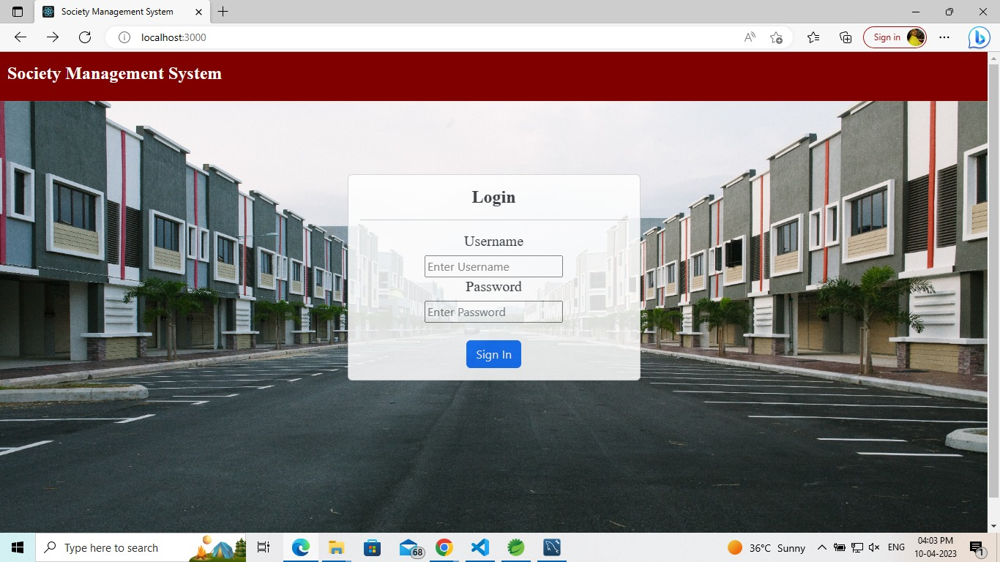 Society Management System
localhost:3000
Sign in
Society Management System
Login
Username
Enter Username
Password
Enter Password
Sign In
Type here to search
68
36°C Sunny
ENG
04:03 PM
10-04-2023
1